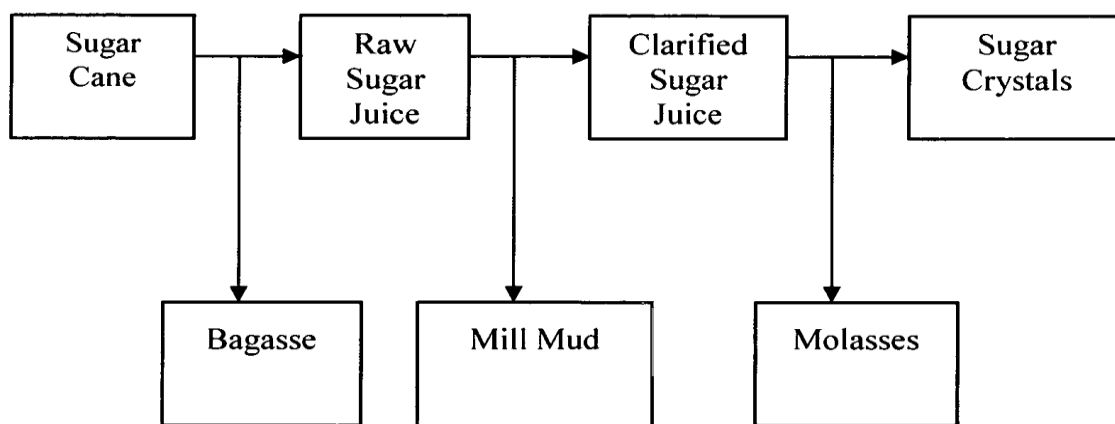 Sugar
Cane
Raw
Sugar
Juice
Clarified
Sugar
Juice
Sugar
Crystals
Bagasse
Mill Mud
Molasses